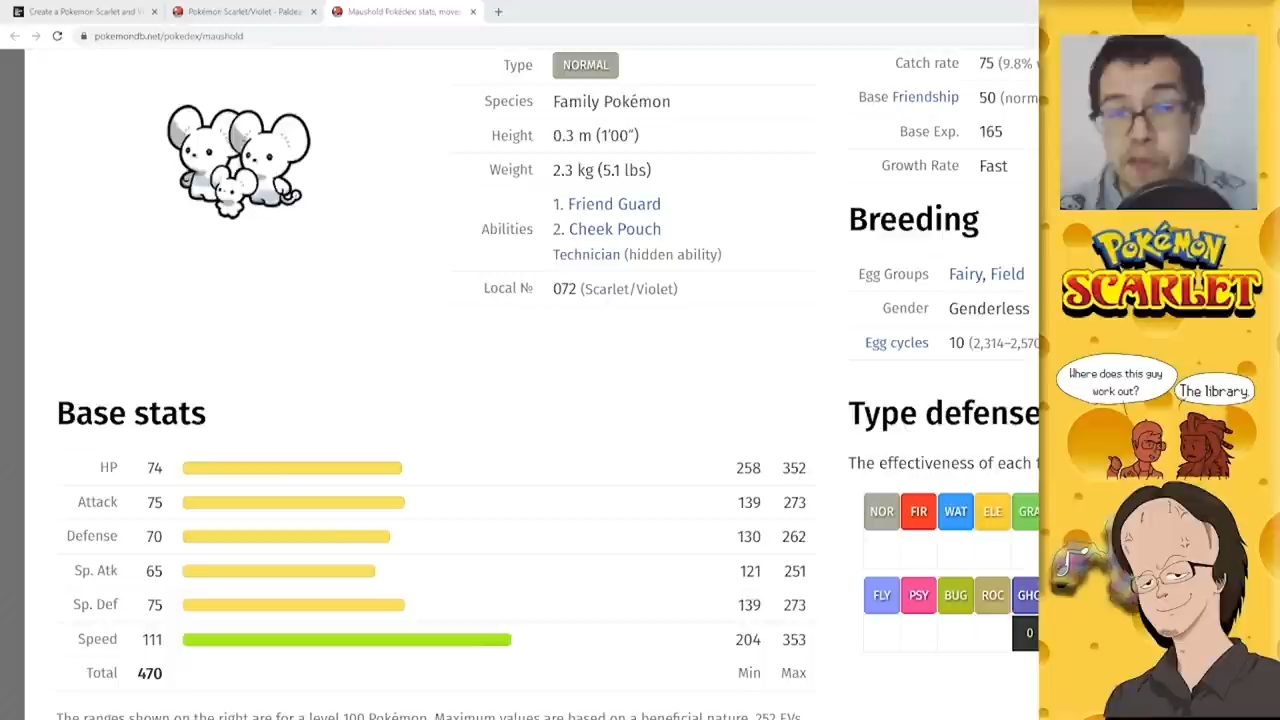 Create a Pokemon Scarlet and Vi
Pokémon Scarlet/Violet - Paldea
Maushold Pokédex: stats, moves
pokemondb.net/pokedex/maushold
Type NORMAL
Species Family Pokémon
Height 0.3 m (1′00″)
Weight 2.3 kg (5.1 lbs)
Abilities 1. Friend Guard
2. Cheek Pouch
Technician (hidden ability)
Local № 072 (Scarlet/Violet)
Catch rate 75 (9.8%
Base Friendship 50 (norm
Base Exp. 165
Growth Rate Fast
Breeding
Egg Groups Fairy, Field
Gender Genderless
Egg cycles 10 (2,314–2,570
Base stats
HP 74 258 352
Attack 75 139 273
Defense 70 130 262
Sp. Atk 65 121 251
Sp. Def 75 139 273
Speed 111 204 353
Total 470 Min Max
The ranges shown on the right are for a level 100 Pokémon. Maximum values are based on a beneficial nature, 252 EVs,
Type defense
The effectiveness of each
NOR FIR WAT ELE GRA
FLY PSY BUG ROC GHO
0
POKéMON
SCARLET
Where does this guy
work out?
The library.